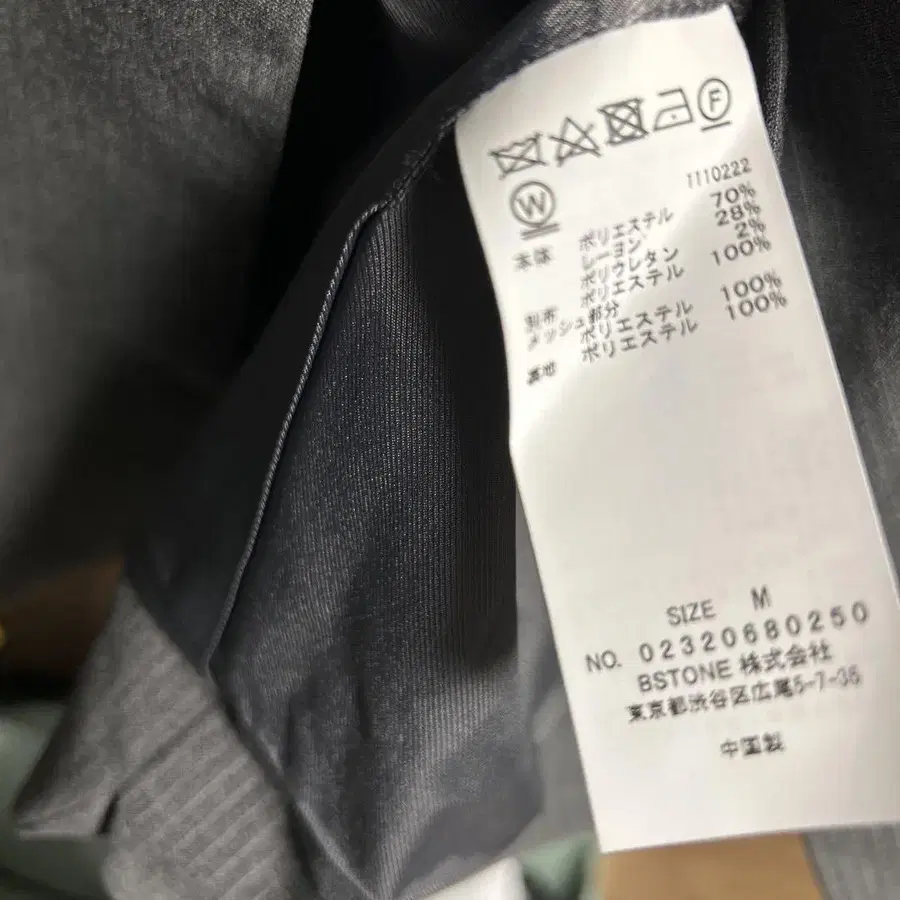 F
W
1110222
本体 ポリエステル 70%
レーヨン 28%
ポリウレタン 2%
別布 ポリエステル 100%
メッシュ部分
ポリエステル 100%
裏地 ポリエステル 100%
SIZE M
NO. 02320680250
BSTONE 株式会社
東京都渋谷区広尾5-7-35
中国製